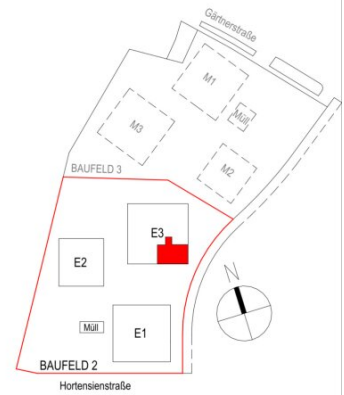 Gärtnerstraße
M1
Müll
M3
M2
BAUFELD 3
E3
E2
N
Müll
E1
BAUFELD 2
Hortensienstraße